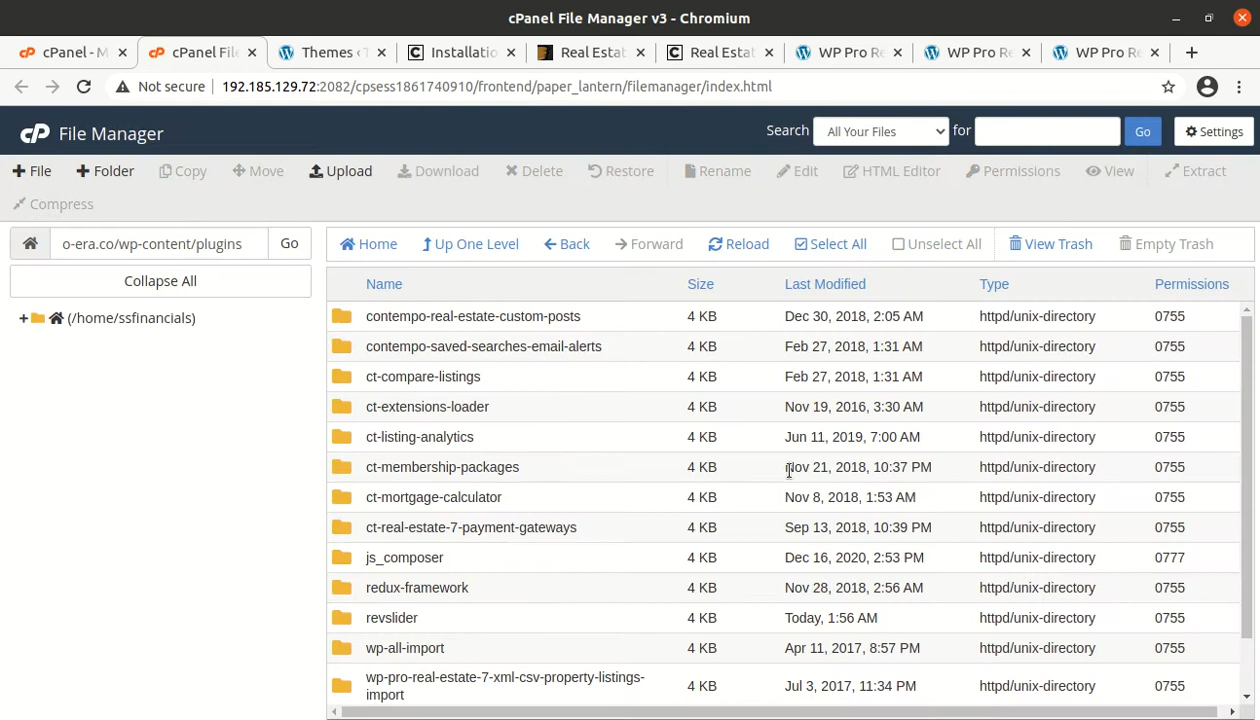 cPanel File Manager v3 - Chromium
cPanel - M
cPanel File
Themes ‹ T
Installatio
Real Estat
Real Estat
WP Pro Re
WP Pro Re
WP Pro Re
Not secure
192.185.129.72:2082/cpsess1861740910/frontend/paper_lantern/filemanager/index.html
cP File Manager
Search All Your Files for Go Settings
+ File + Folder Copy Move Upload Download Delete Restore Rename Edit HTML Editor Permissions View Extract
Compress
o-era.co/wp-content/plugins Go
Home Up One Level Back Forward Reload Select All Unselect All View Trash Empty Trash
Collapse All
+ (/home/ssfinancials)
Name Size Last Modified Type Permissions
contempo-real-estate-custom-posts 4 KB Dec 30, 2018, 2:05 AM httpd/unix-directory 0755
contempo-saved-searches-email-alerts 4 KB Feb 27, 2018, 1:31 AM httpd/unix-directory 0755
ct-compare-listings 4 KB Feb 27, 2018, 1:31 AM httpd/unix-directory 0755
ct-extensions-loader 4 KB Nov 19, 2016, 3:30 AM httpd/unix-directory 0755
ct-listing-analytics 4 KB Jun 11, 2019, 7:00 AM httpd/unix-directory 0755
ct-membership-packages 4 KB Nov 21, 2018, 10:37 PM httpd/unix-directory 0755
ct-mortgage-calculator 4 KB Nov 8, 2018, 1:53 AM httpd/unix-directory 0755
ct-real-estate-7-payment-gateways 4 KB Sep 13, 2018, 10:39 PM httpd/unix-directory 0755
js_composer 4 KB Dec 16, 2020, 2:53 PM httpd/unix-directory 0777
redux-framework 4 KB Nov 28, 2018, 2:56 AM httpd/unix-directory 0755
revslider 4 KB Today, 1:56 AM httpd/unix-directory 0755
wp-all-import 4 KB Apr 11, 2017, 8:57 PM httpd/unix-directory 0755
wp-pro-real-estate-7-xml-csv-property-listings-
import 4 KB Jul 3, 2017, 11:34 PM httpd/unix-directory 0755